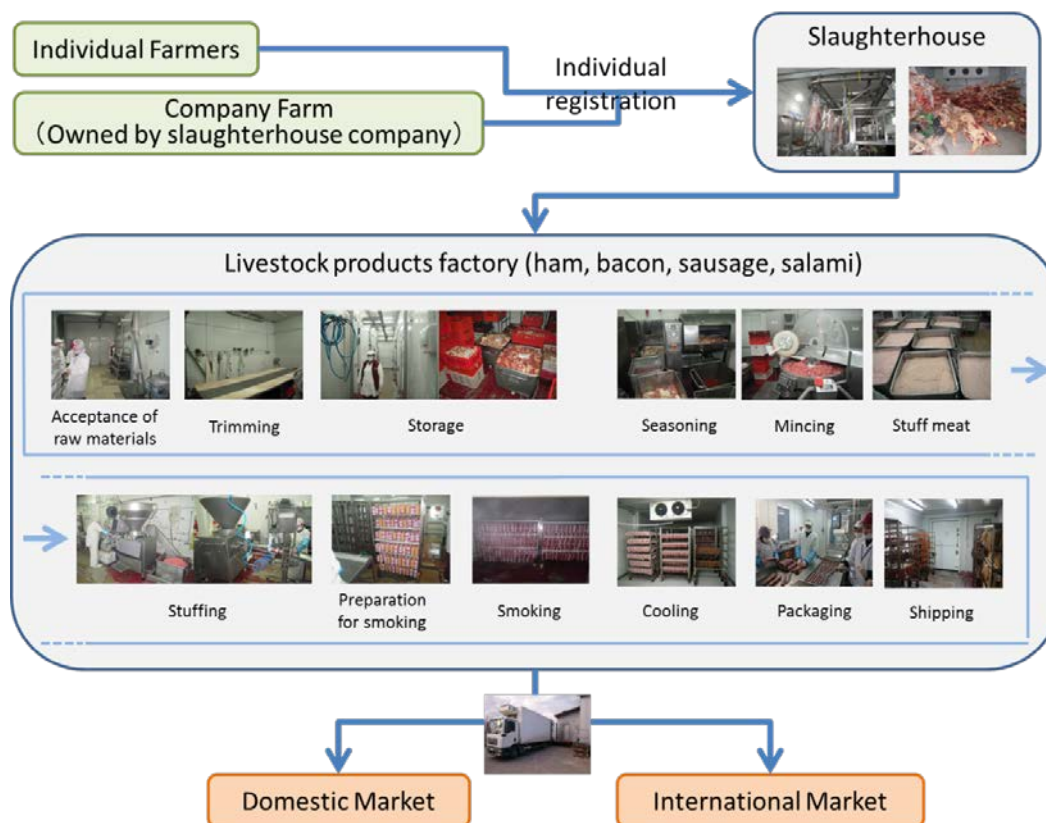 Individual Farmers
Company Farm
（Owned by slaughterhouse company）
Individual
registration
Slaughterhouse
Livestock products factory (ham, bacon, sausage, salami)
Acceptance of
raw materials
Trimming
Storage
Seasoning
Mincing
Stuff meat
Stuffing
Preparation
for smoking
Smoking
Cooling
Packaging
Shipping
Domestic Market
International Market